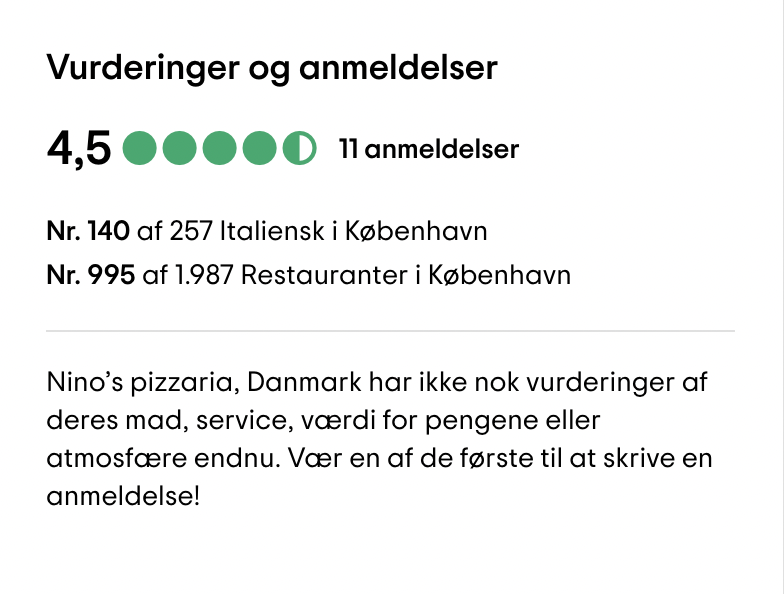 Vurderinger og anmeldelser
4,5 11 anmeldelser
Nr. 140 af 257 Italiensk i København
Nr. 995 af 1.987 Restauranter i København
Nino’s pizzaria, Danmark har ikke nok vurderinger af
deres mad, service, værdi for pengene eller
atmosfære endnu. Vær en af de første til at skrive en
anmeldelse!